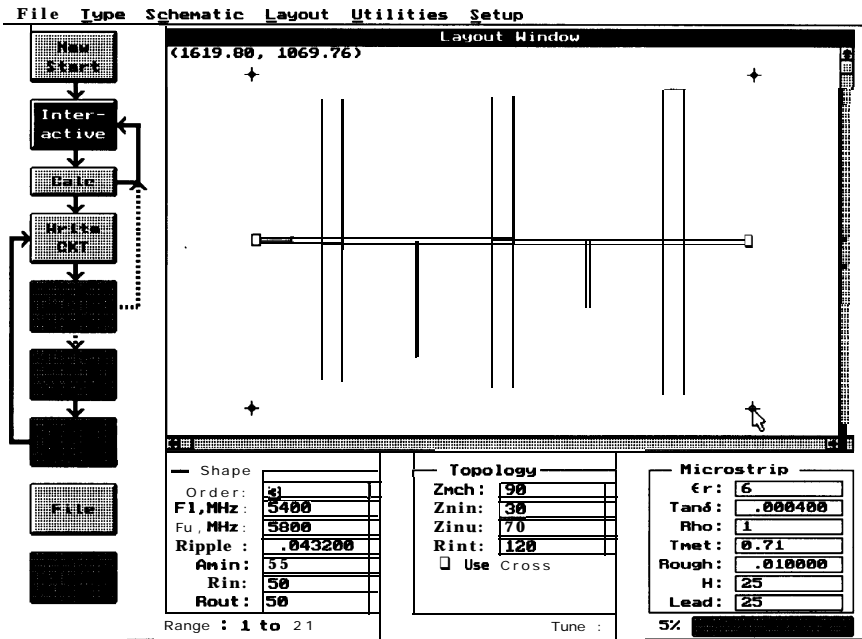 File Type Schematic Layout Utilities Setup
Layout Window
(1619.80, 1069.76)
New
Start
Inter-
active
Calc
Write
CKT
File
Shape
Order: 3
Fl,MHz: 5400
Fu,MHz: 5800
Ripple : .043200
Amin: 55
Rin: 50
Rout: 50
Topology
Zmch: 90
Znin: 30
Zinu: 70
Rint: 120
Use Cross
Microstrip
εr: 6
Tanδ: .000400
Rho: 1
Tmet: 0.71
Rough: .010000
H: 25
Lead: 25
Range : 1 to 21
Tune :
5%